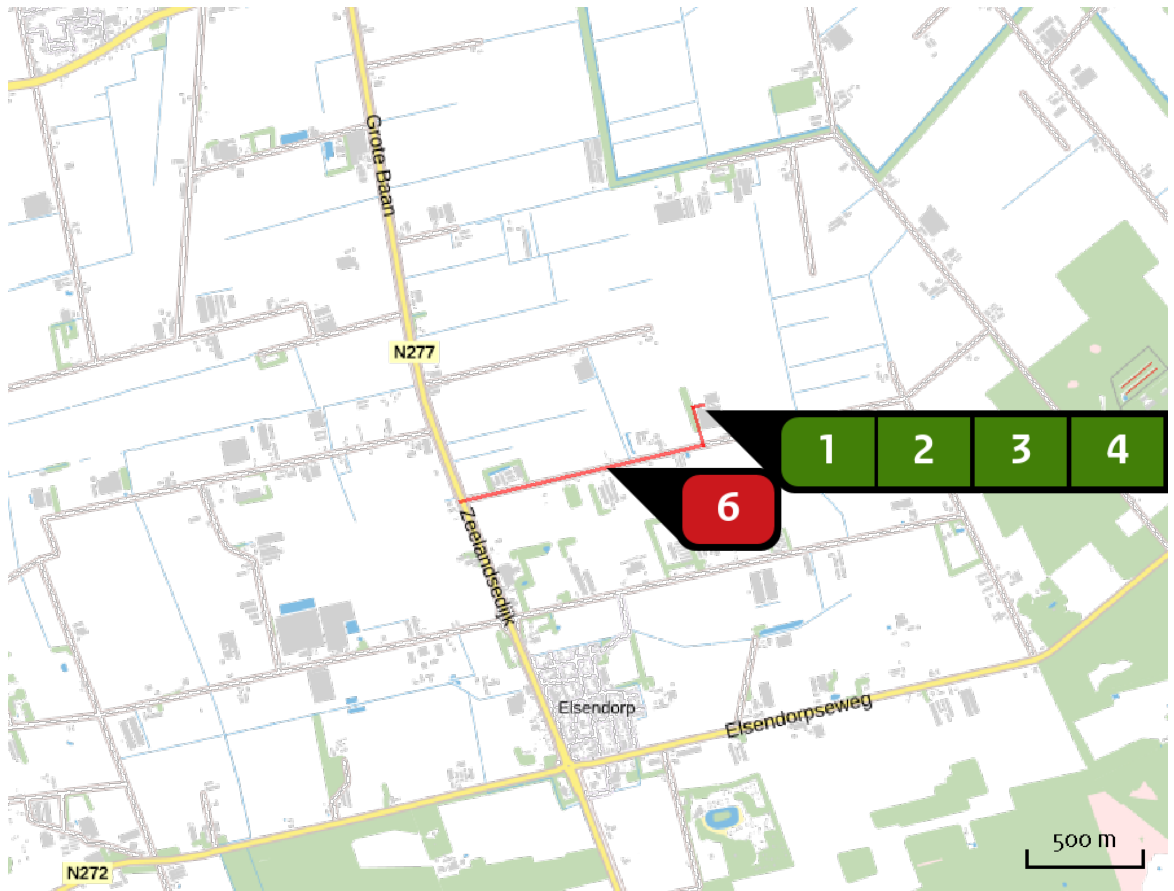 Grote Baan
N277
1 2 3 4
6
Zeelandsedijk
Elsendorp
Elsendorpseweg
500 m
N272